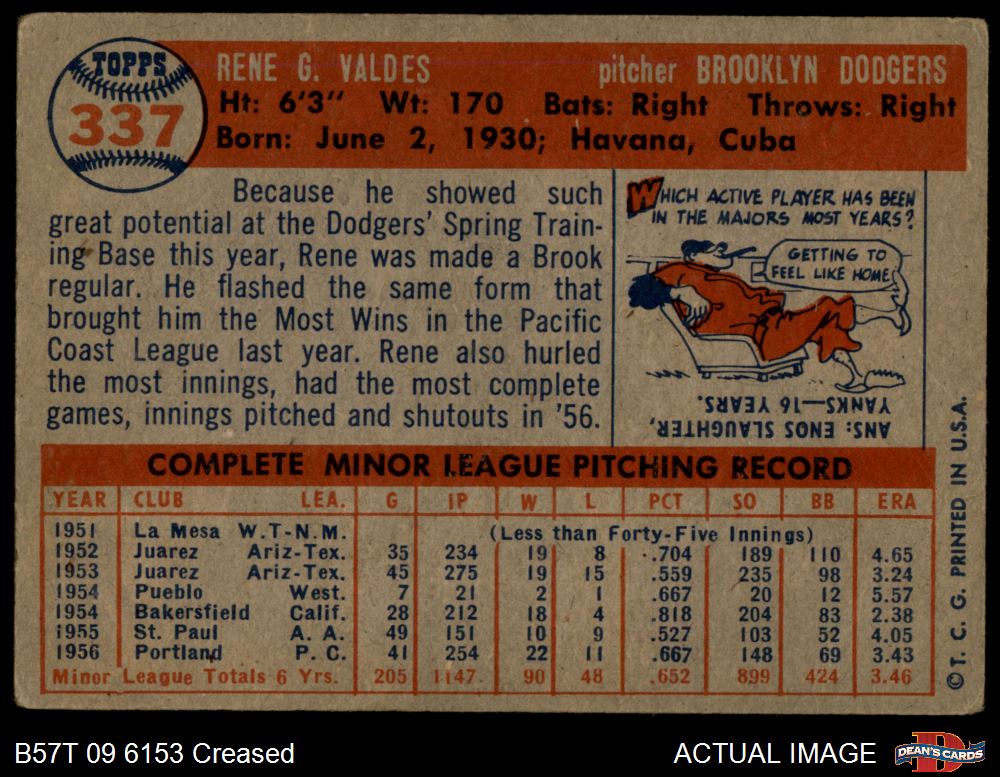 TOPPS
337
RENE G. VALDES pitcher BROOKLYN DODGERS
Ht: 6'3" Wt: 170 Bats: Right Throws: Right
Born: June 2, 1930; Havana, Cuba
Because he showed such
great potential at the Dodgers' Spring Train-
ing Base this year, Rene was made a Brook
regular. He flashed the same form that
brought him the Most Wins in the Pacific
Coast League last year. Rene also hurled
the most innings, had the most complete
games, innings pitched and shutouts in '56.
WHICH ACTIVE PLAYER HAS BEEN
IN THE MAJORS MOST YEARS?
GETTING TO
FEEL LIKE HOME
ANS: ENOS SLAUGHTER,
YANKS—16 YEARS.
COMPLETE MINOR LEAGUE PITCHING RECORD
YEAR CLUB LEA. G IP W L PCT SO BB ERA
1951 La Mesa W.T-N.M. (Less than Forty-Five Innings)
1952 Juarez Ariz-Tex. 35 234 19 8 .704 189 110 4.65
1953 Juarez Ariz-Tex. 45 275 19 15 .559 235 98 3.24
1954 Pueblo West. 7 21 2 1 .667 20 12 5.57
1954 Bakersfield Calif. 28 212 18 4 .818 204 83 2.38
1955 St. Paul A. A. 49 151 10 9 .527 103 52 4.05
1956 Portland P. C. 41 254 22 11 .667 148 69 3.43
Minor League Totals 6 Yrs. 205 1147 90 48 .652 899 424 3.46
©T. C. G. PRINTED IN U.S.A.
B57T 09 6153 Creased ACTUAL IMAGE
DEAN'S CARDS